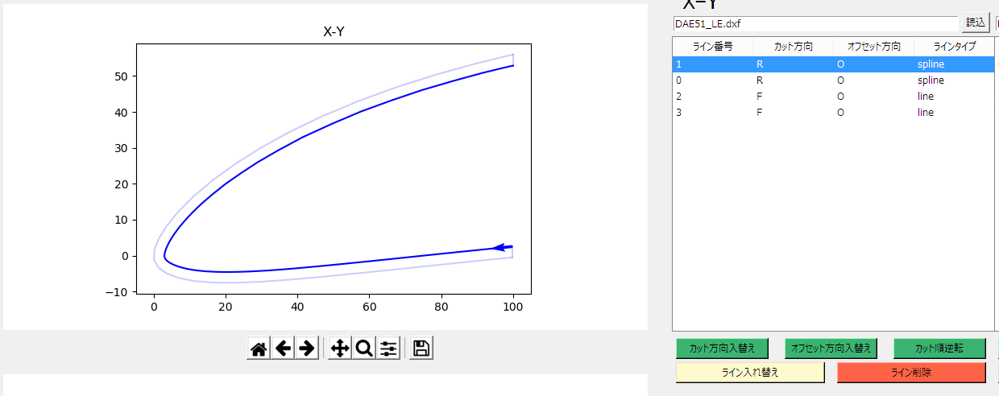 X-Y
50
40
30
20
10
0
−10
0 20 40 60 80 100
X-Y
DAE51_LE.dxf 読込
ライン番号 カット方向 オフセット方向 ラインタイプ
1 R O spline
0 R O spline
2 F O line
3 F O line
カット方向入替え オフセット方向入替え カット順逆転
ライン入れ替え ライン削除